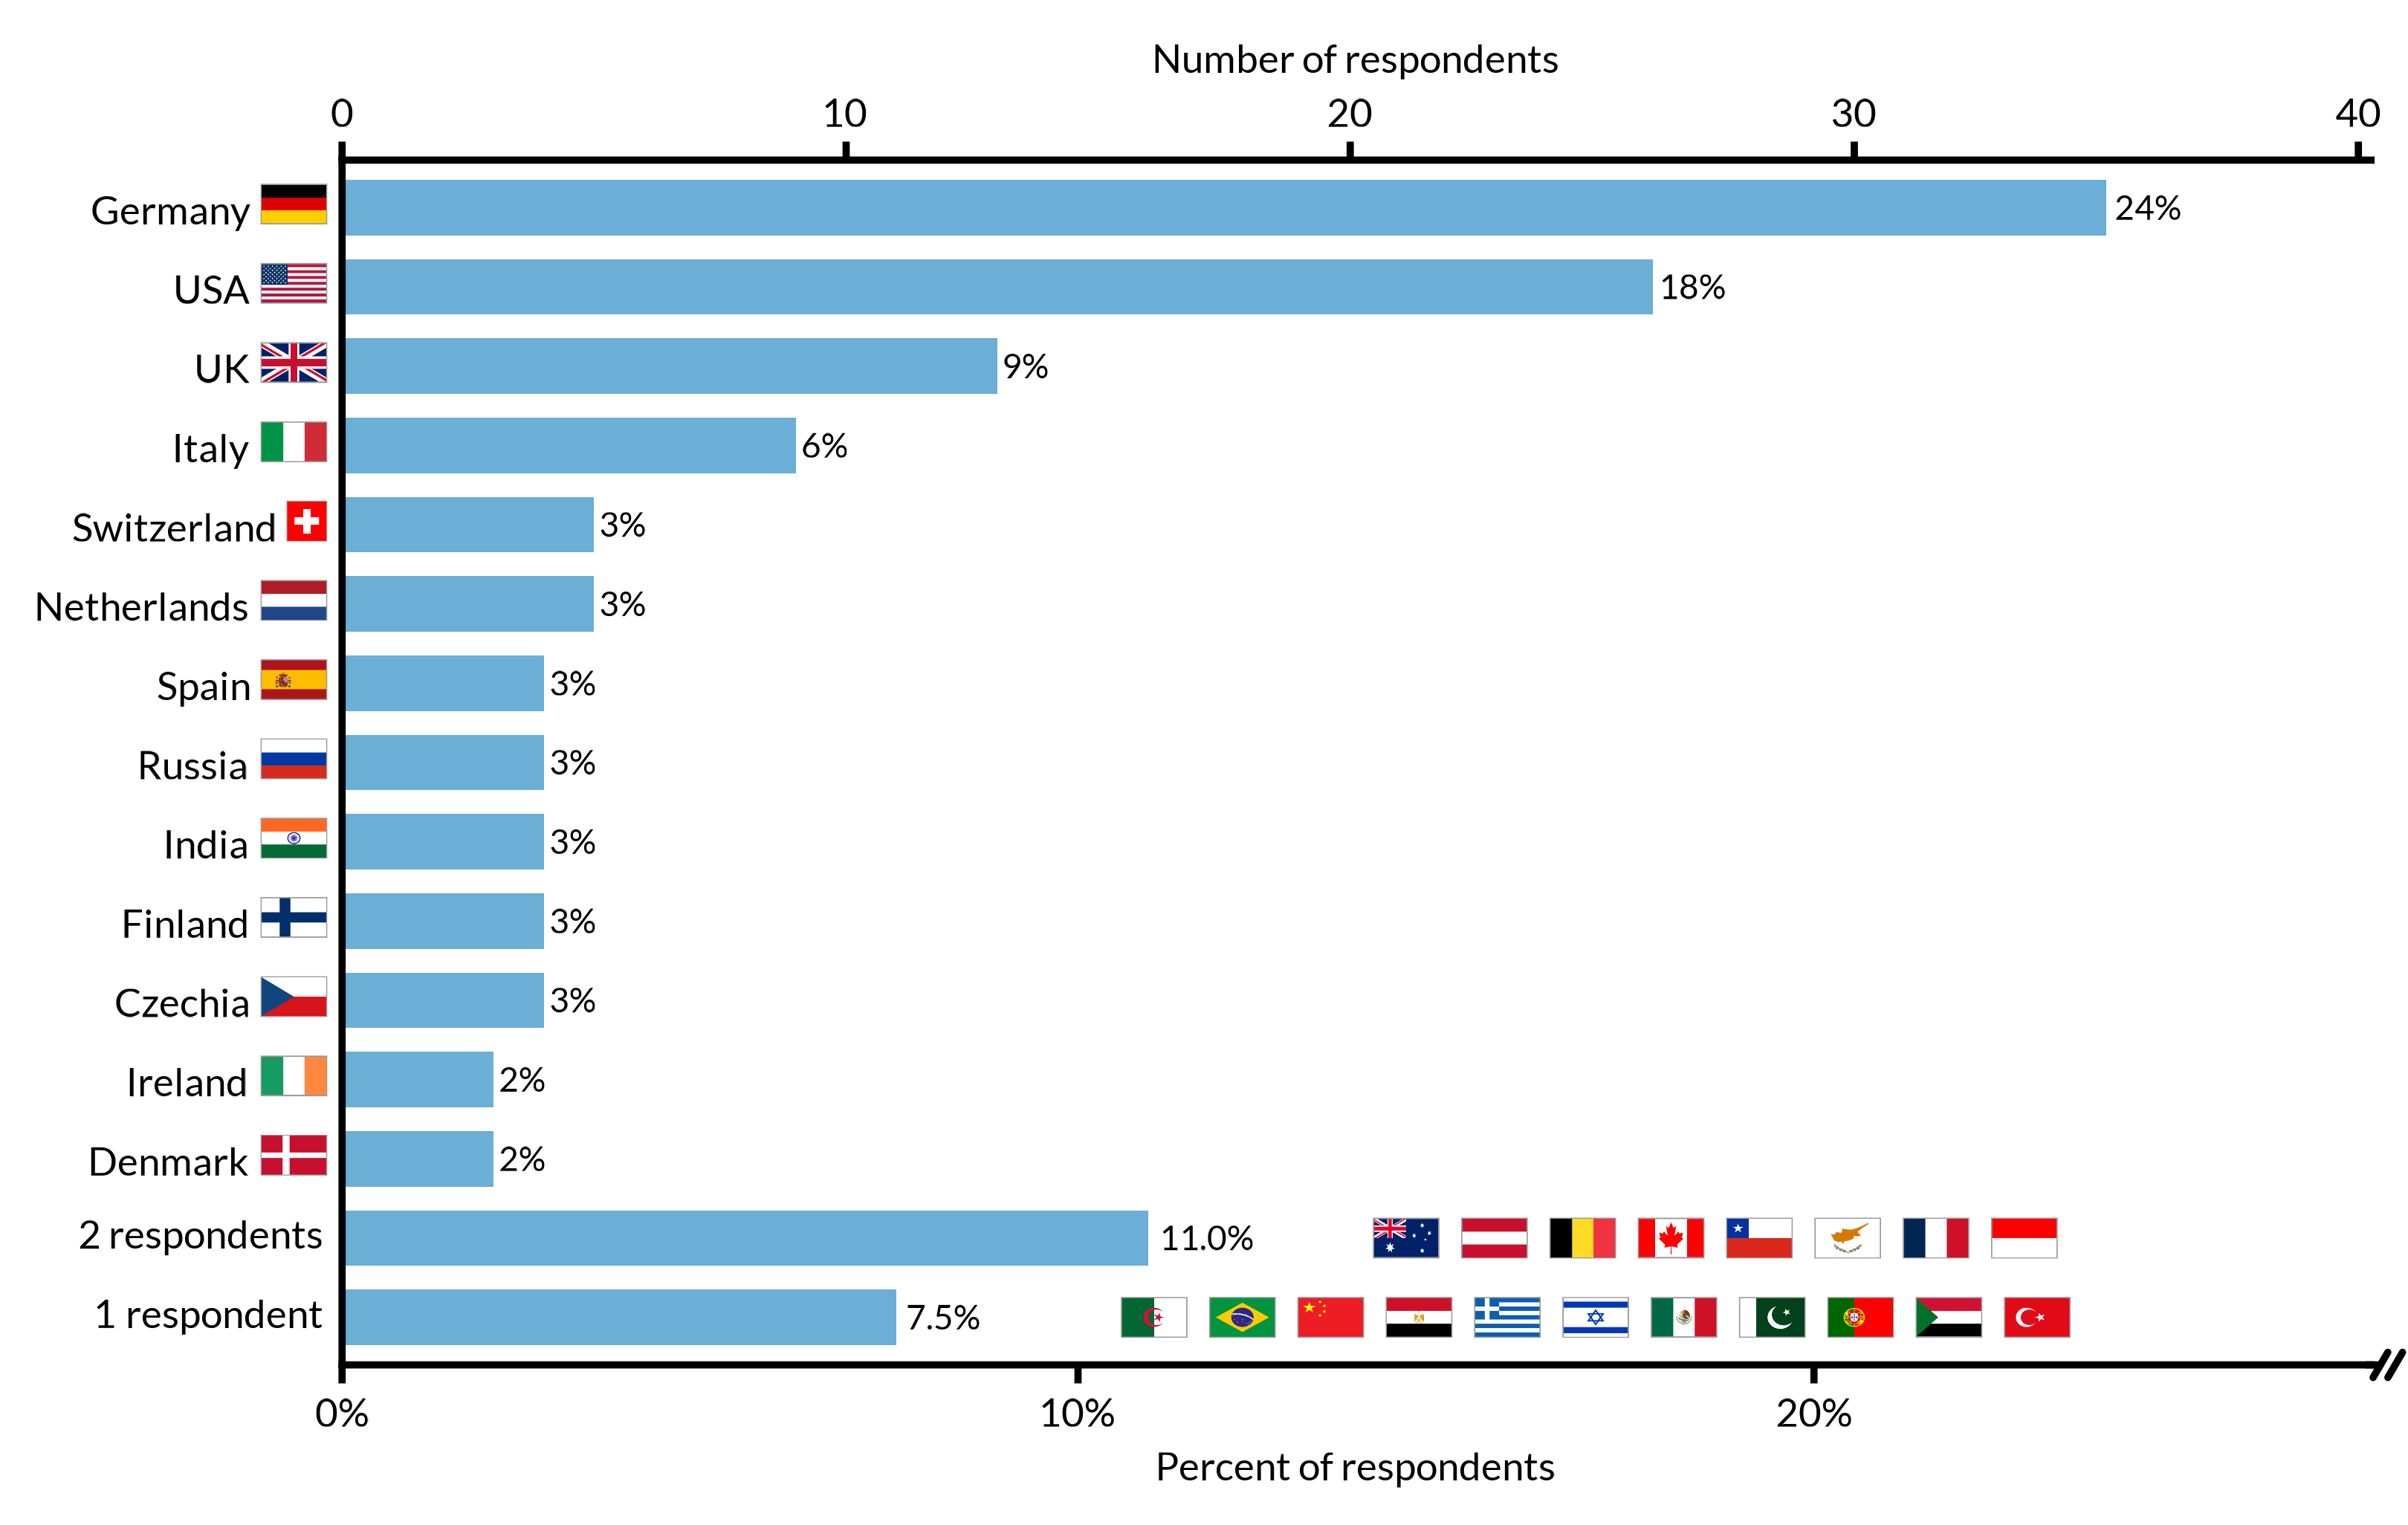 Number of respondents
0 10 20 30 40
Germany 24%
USA 18%
UK 9%
Italy 6%
Switzerland 3%
Netherlands 3%
Spain 3%
Russia 3%
India 3%
Finland 3%
Czechia 3%
Ireland 2%
Denmark 2%
2 respondents 11.0%
1 respondent 7.5%
0% 10% 20%
Percent of respondents